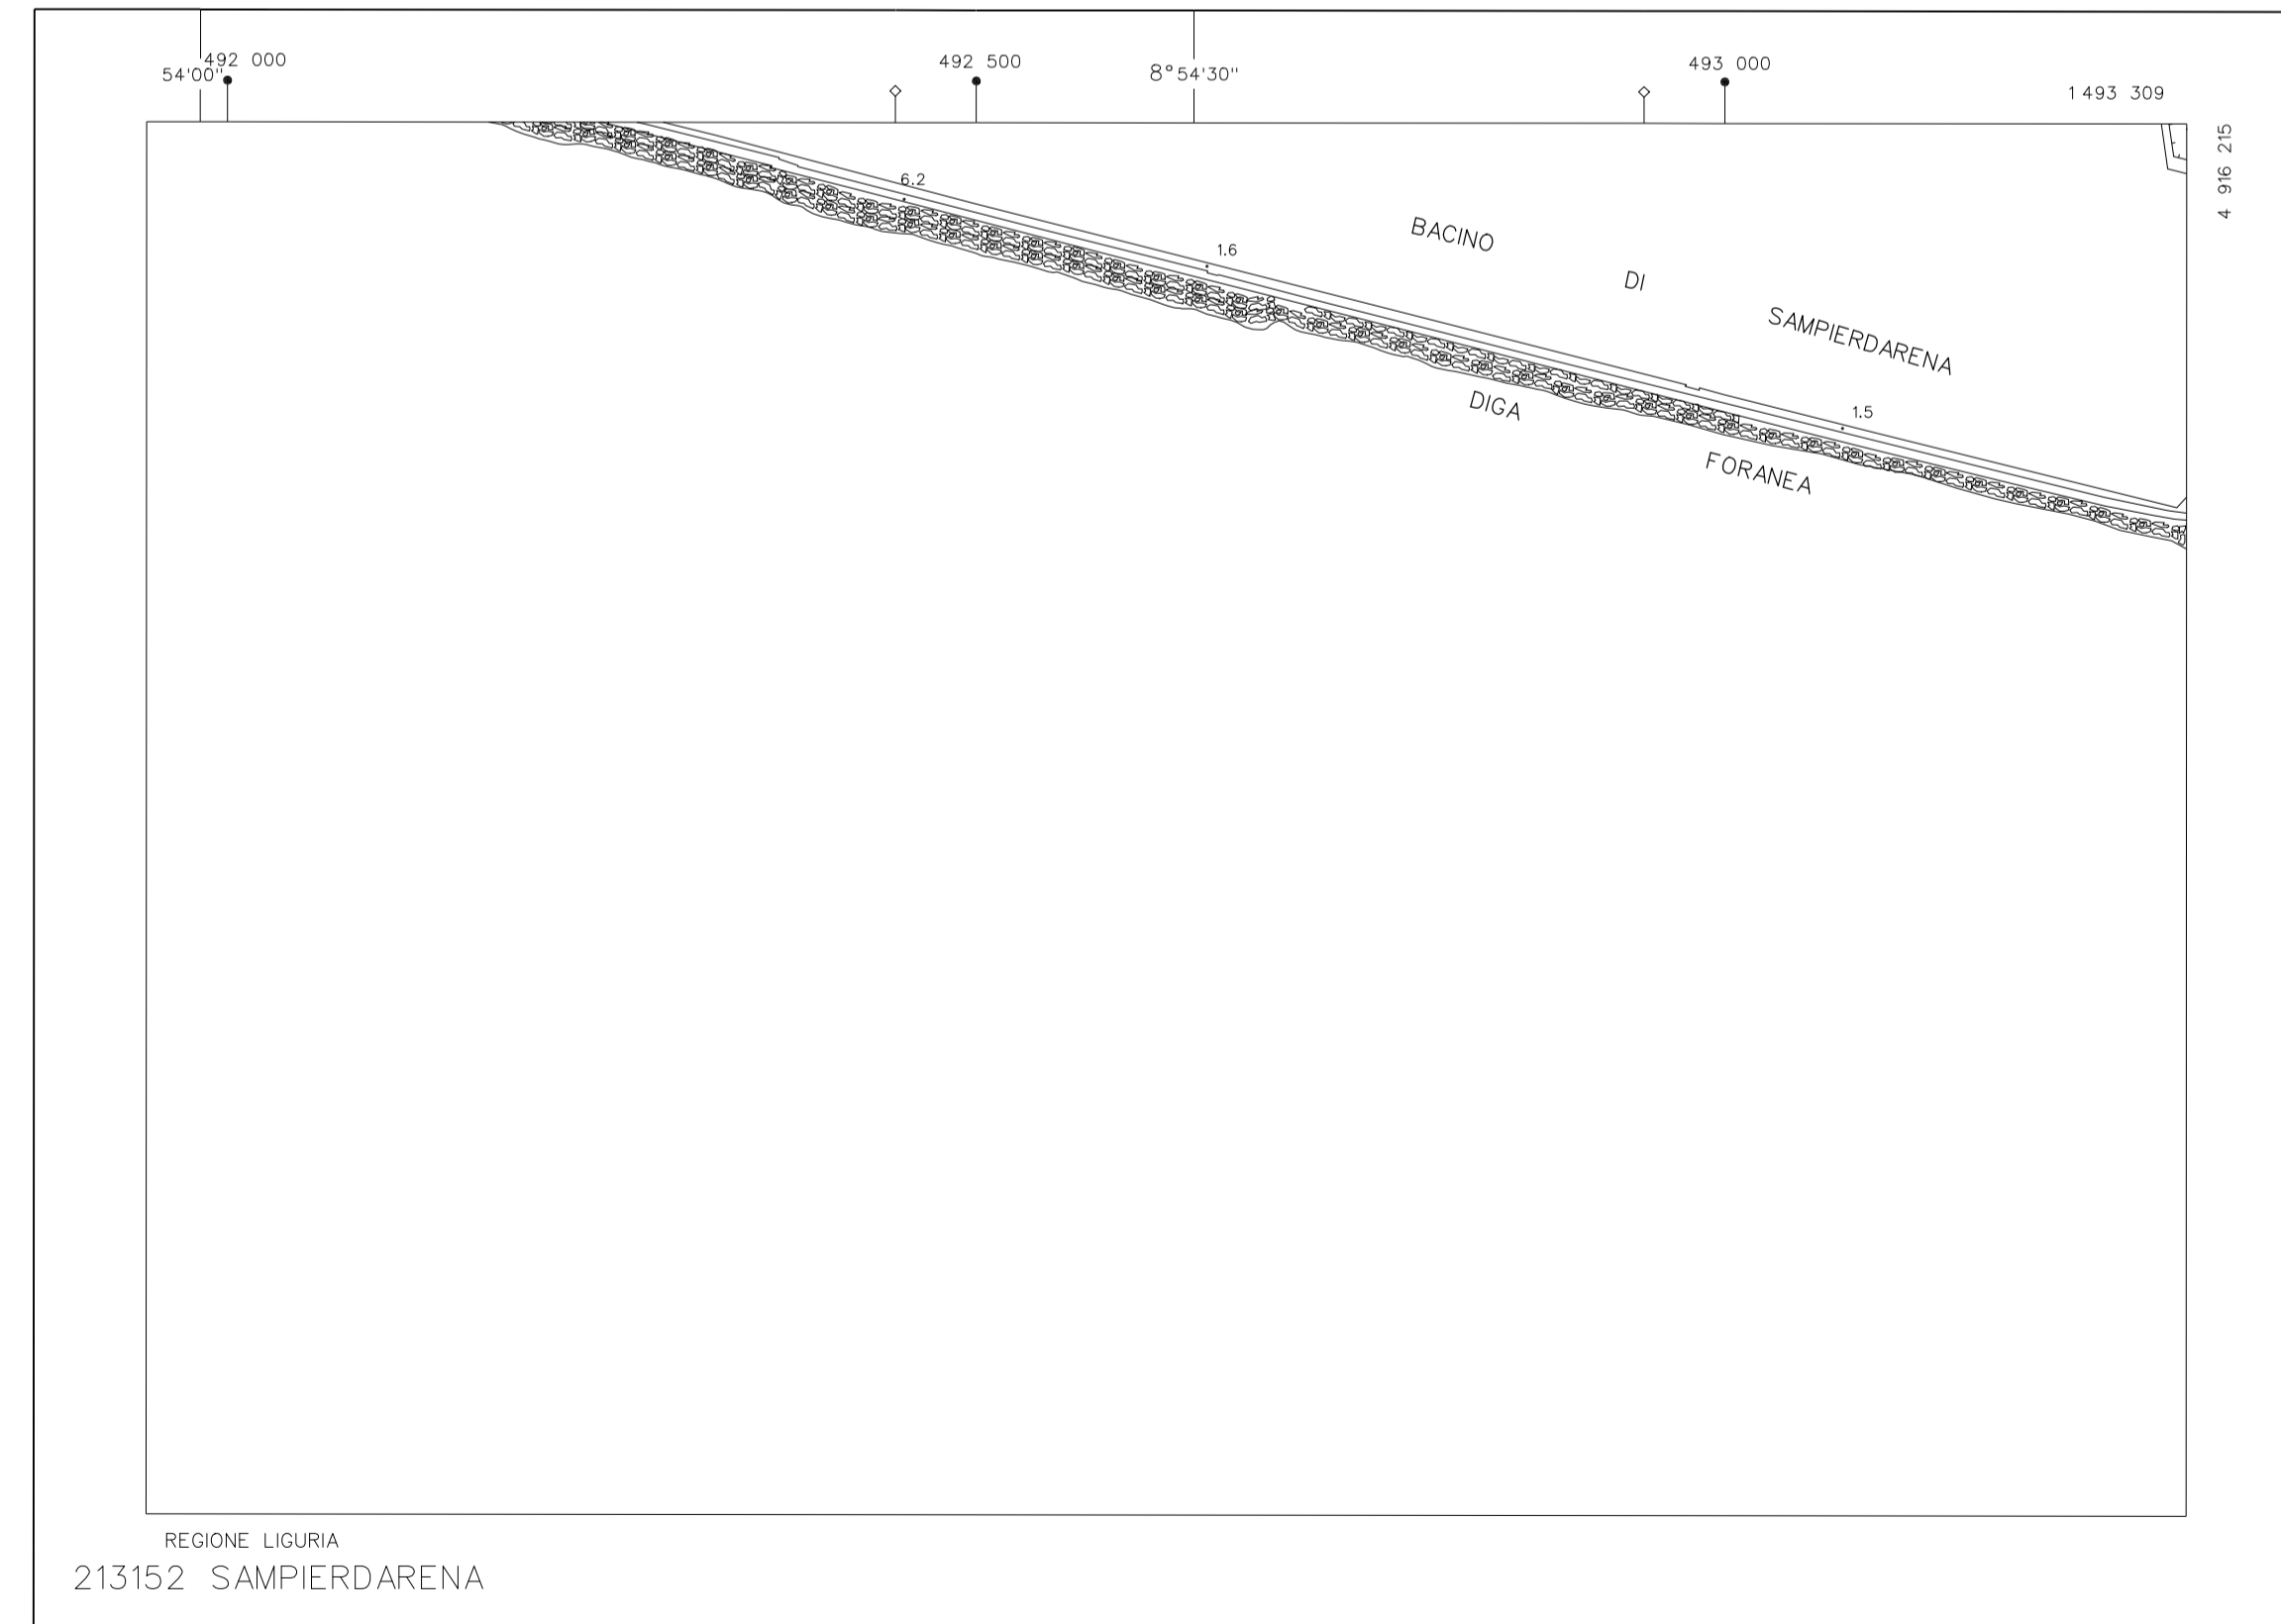 492 000
54'00"
492 500
8°54'30"
493 000
1 493 309
4 916 215
6.2
1.6
BACINO DI SAMPIERDARENA
1.5
DIGA FORANEA
REGIONE LIGURIA
213152 SAMPIERDARENA